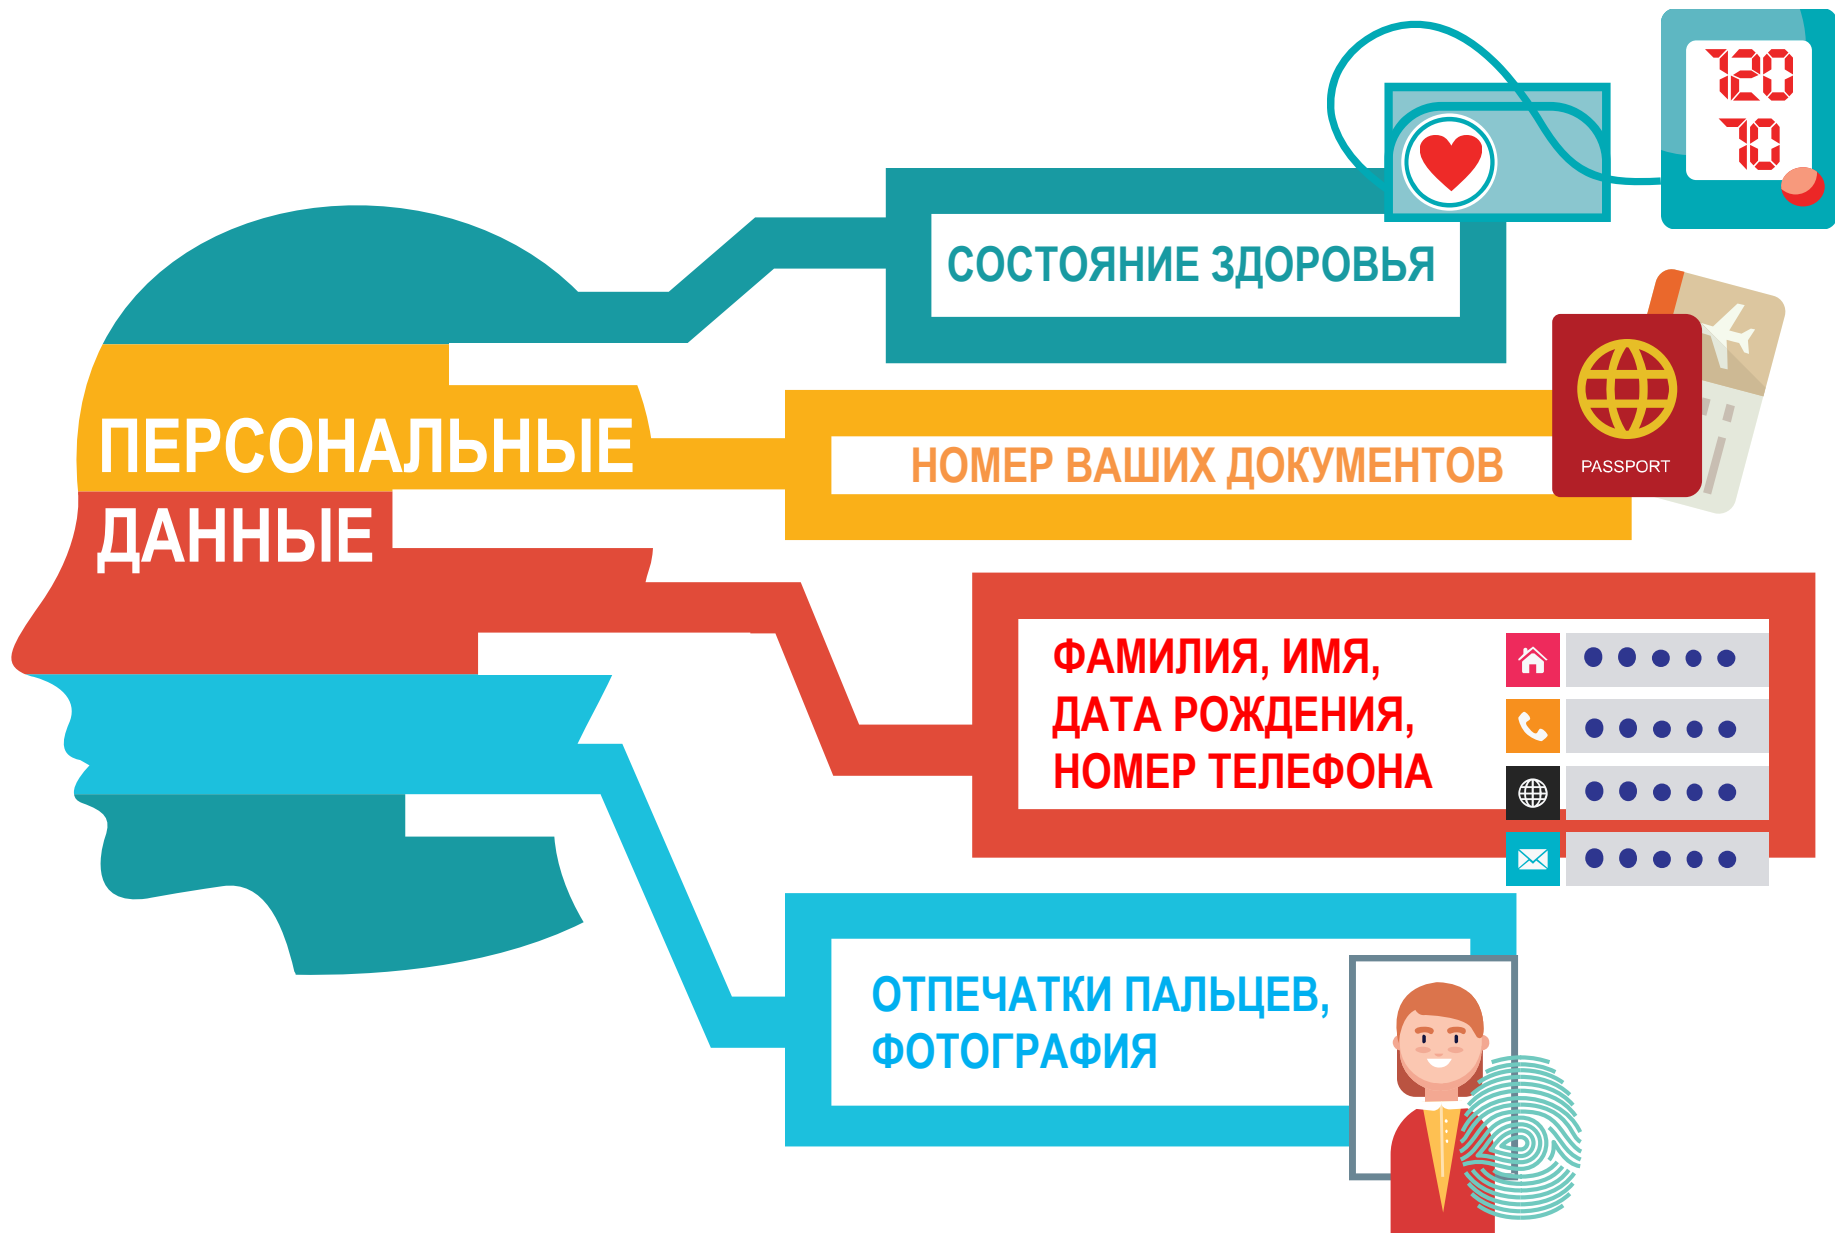 120
70
СОСТОЯНИЕ ЗДОРОВЬЯ
ПЕРСОНАЛЬНЫЕ
ДАННЫЕ
НОМЕР ВАШИХ ДОКУМЕНТОВ
PASSPORT
ФАМИЛИЯ, ИМЯ,
ДАТА РОЖДЕНИЯ,
НОМЕР ТЕЛЕФОНА
ОТПЕЧАТКИ ПАЛЬЦЕВ,
ФОТОГРАФИЯ